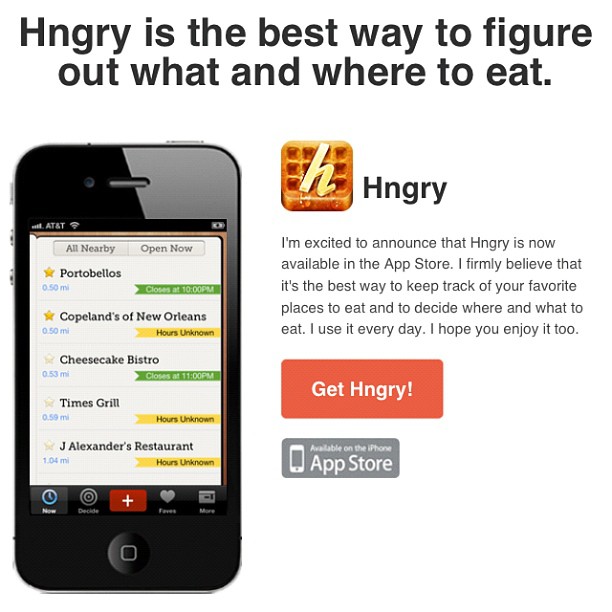 Hngry is the best way to figure
out what and where to eat.
AT&T
All Nearby
Open Now
Portobellos
0.50 mi
Closes at 10:00PM
Copeland's of New Orleans
0.50 mi
Hours Unknown
Cheesecake Bistro
0.53 mi
Closes at 11:00PM
Times Grill
0.59 mi
Hours Unknown
J Alexander's Restaurant
1.04 mi
Hours Unknown
Now
Decide
+
Faves
More
h
Hngry
I'm excited to announce that Hngry is now
available in the App Store. I firmly believe that
it's the best way to keep track of your favorite
places to eat and to decide where and what to
eat. I use it every day. I hope you enjoy it too.
Get Hngry!
Available on the iPhone
App Store